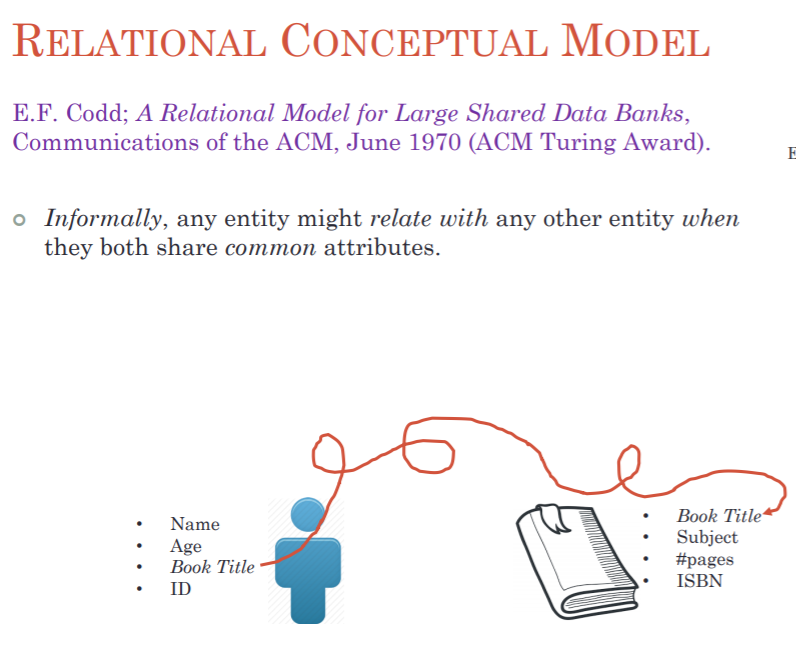 RELATIONAL CONCEPTUAL MODEL
E.F. Codd; A Relational Model for Large Shared Data Banks,
Communications of the ACM, June 1970 (ACM Turing Award).
E
Informally, any entity might relate with any other entity when
they both share common attributes.
• Name
• Age
• Book Title
• ID
• Book Title
• Subject
• #pages
• ISBN